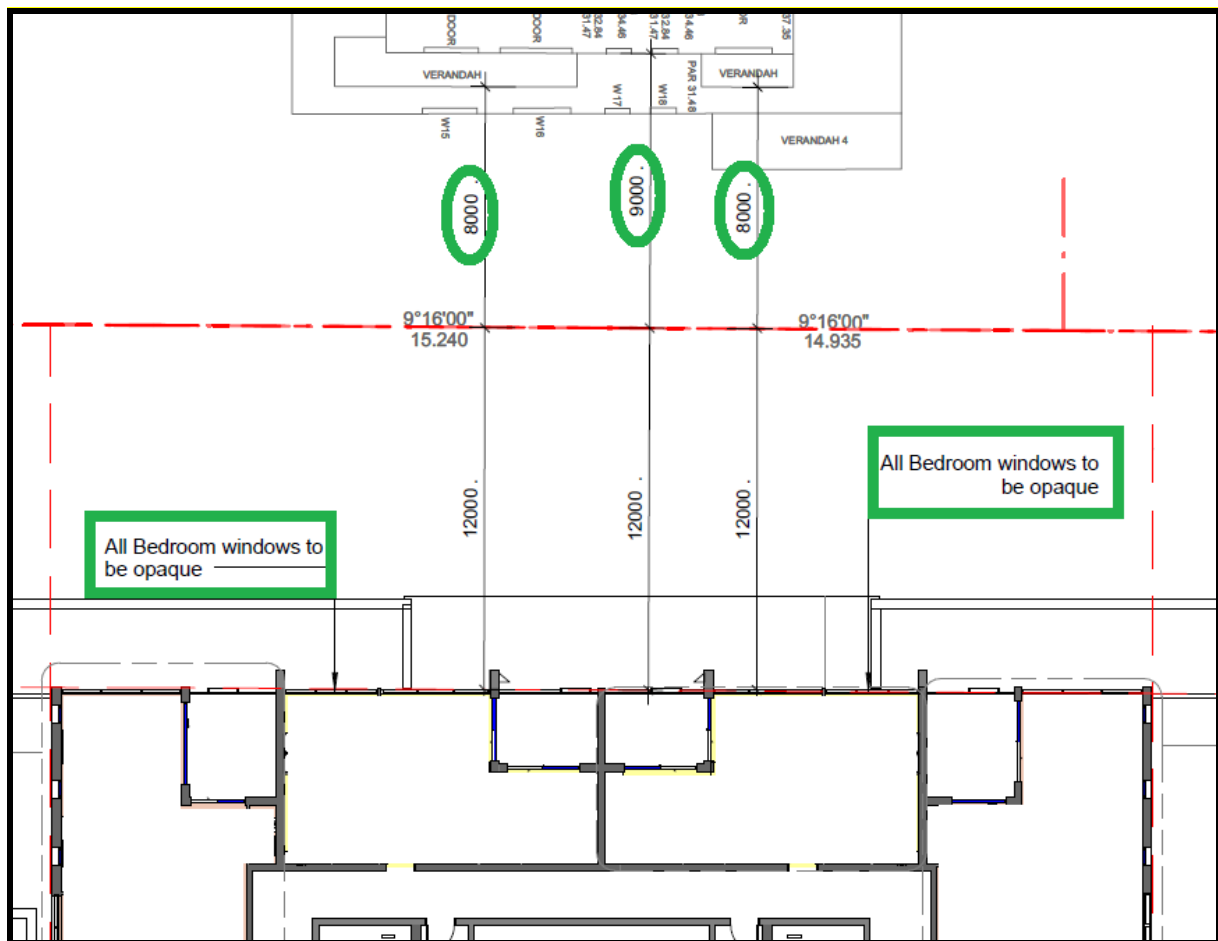 DOOR
DOOR
32.84
31.47
34.46
32.84
31.47
34.46
37.35
VERANDAH
VERANDAH
PAR 31.48
W15
W16
W17
W18
VERANDAH 4
8000 .
9000 .
8000 .
9°16'00"
15.240
9°16'00"
14.935
12000 .
12000 .
12000 .
All Bedroom windows to
be opaque
All Bedroom windows to
be opaque